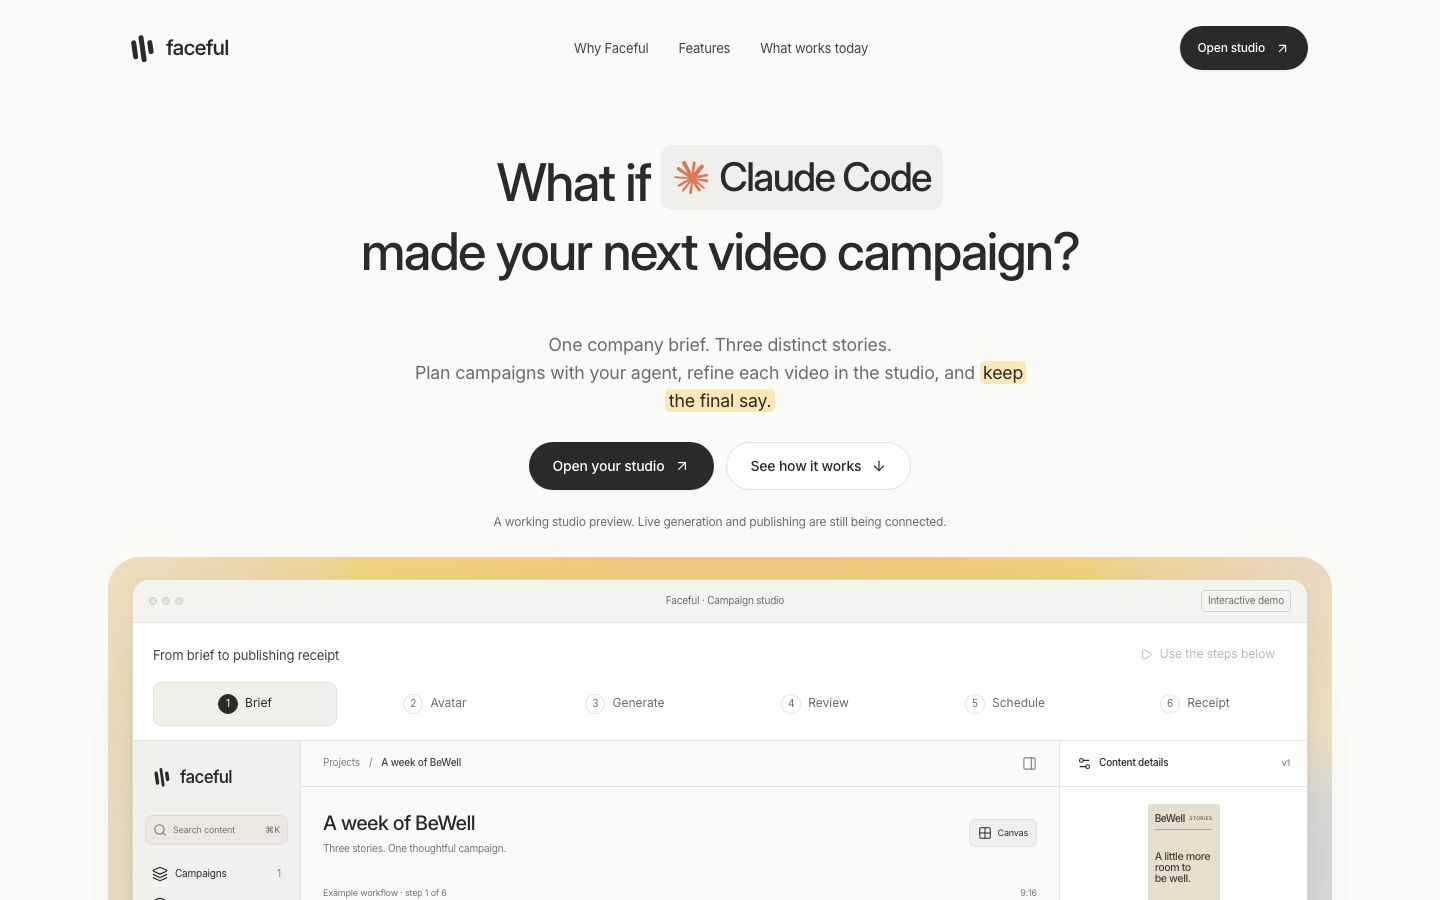 faceful
Why Faceful
Features
What works today
Open studio
What if Claude Code
made your next video campaign?
One company brief. Three distinct stories.
Plan campaigns with your agent, refine each video in the studio, and keep
the final say.
Open your studio
See how it works
A working studio preview. Live generation and publishing are still being connected.
Faceful · Campaign studio
Interactive demo
From brief to publishing receipt
Use the steps below
1 Brief
2 Avatar
3 Generate
4 Review
5 Schedule
6 Receipt
faceful
Projects / A week of BeWell
Content details
v1
Search content ⌘K
Campaigns 1
A week of BeWell
Three stories. One thoughtful campaign.
Canvas
Example workflow · step 1 of 6
9:16
BeWell STORIES
A little more
room to
be well.